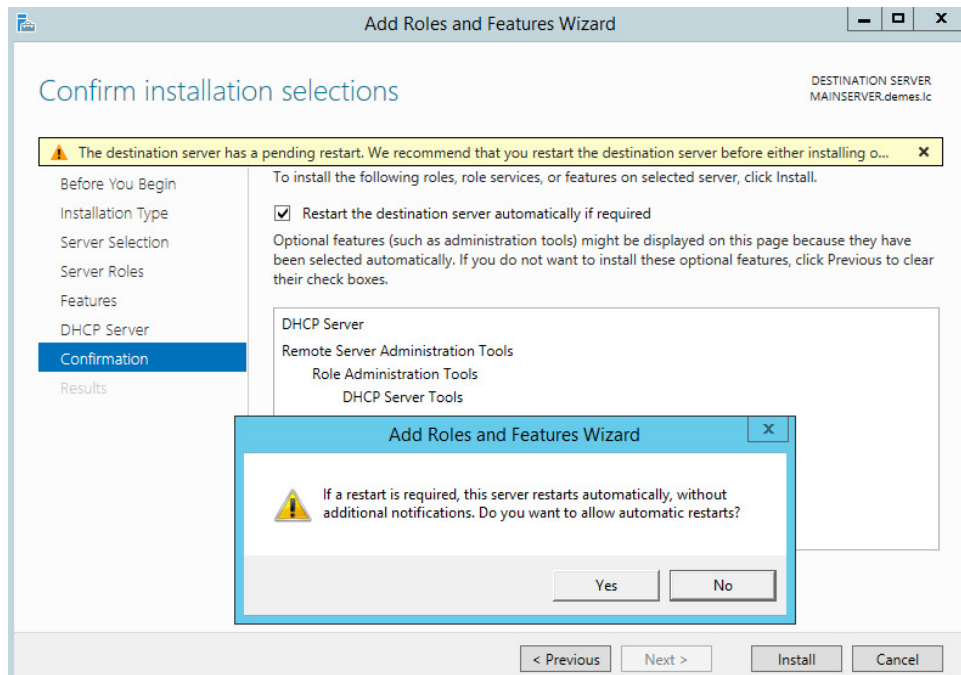 Add Roles and Features Wizard
Confirm installation selections
DESTINATION SERVER
MAINSERVER.demes.lc
The destination server has a pending restart. We recommend that you restart the destination server before either installing o...
Before You Begin
Installation Type
Server Selection
Server Roles
Features
DHCP Server
Confirmation
Results
To install the following roles, role services, or features on selected server, click Install.
Restart the destination server automatically if required
Optional features (such as administration tools) might be displayed on this page because they have
been selected automatically. If you do not want to install these optional features, click Previous to clear
their check boxes.
DHCP Server
Remote Server Administration Tools
Role Administration Tools
DHCP Server Tools
Add Roles and Features Wizard
If a restart is required, this server restarts automatically, without
additional notifications. Do you want to allow automatic restarts?
Yes
No
< Previous
Next >
Install
Cancel